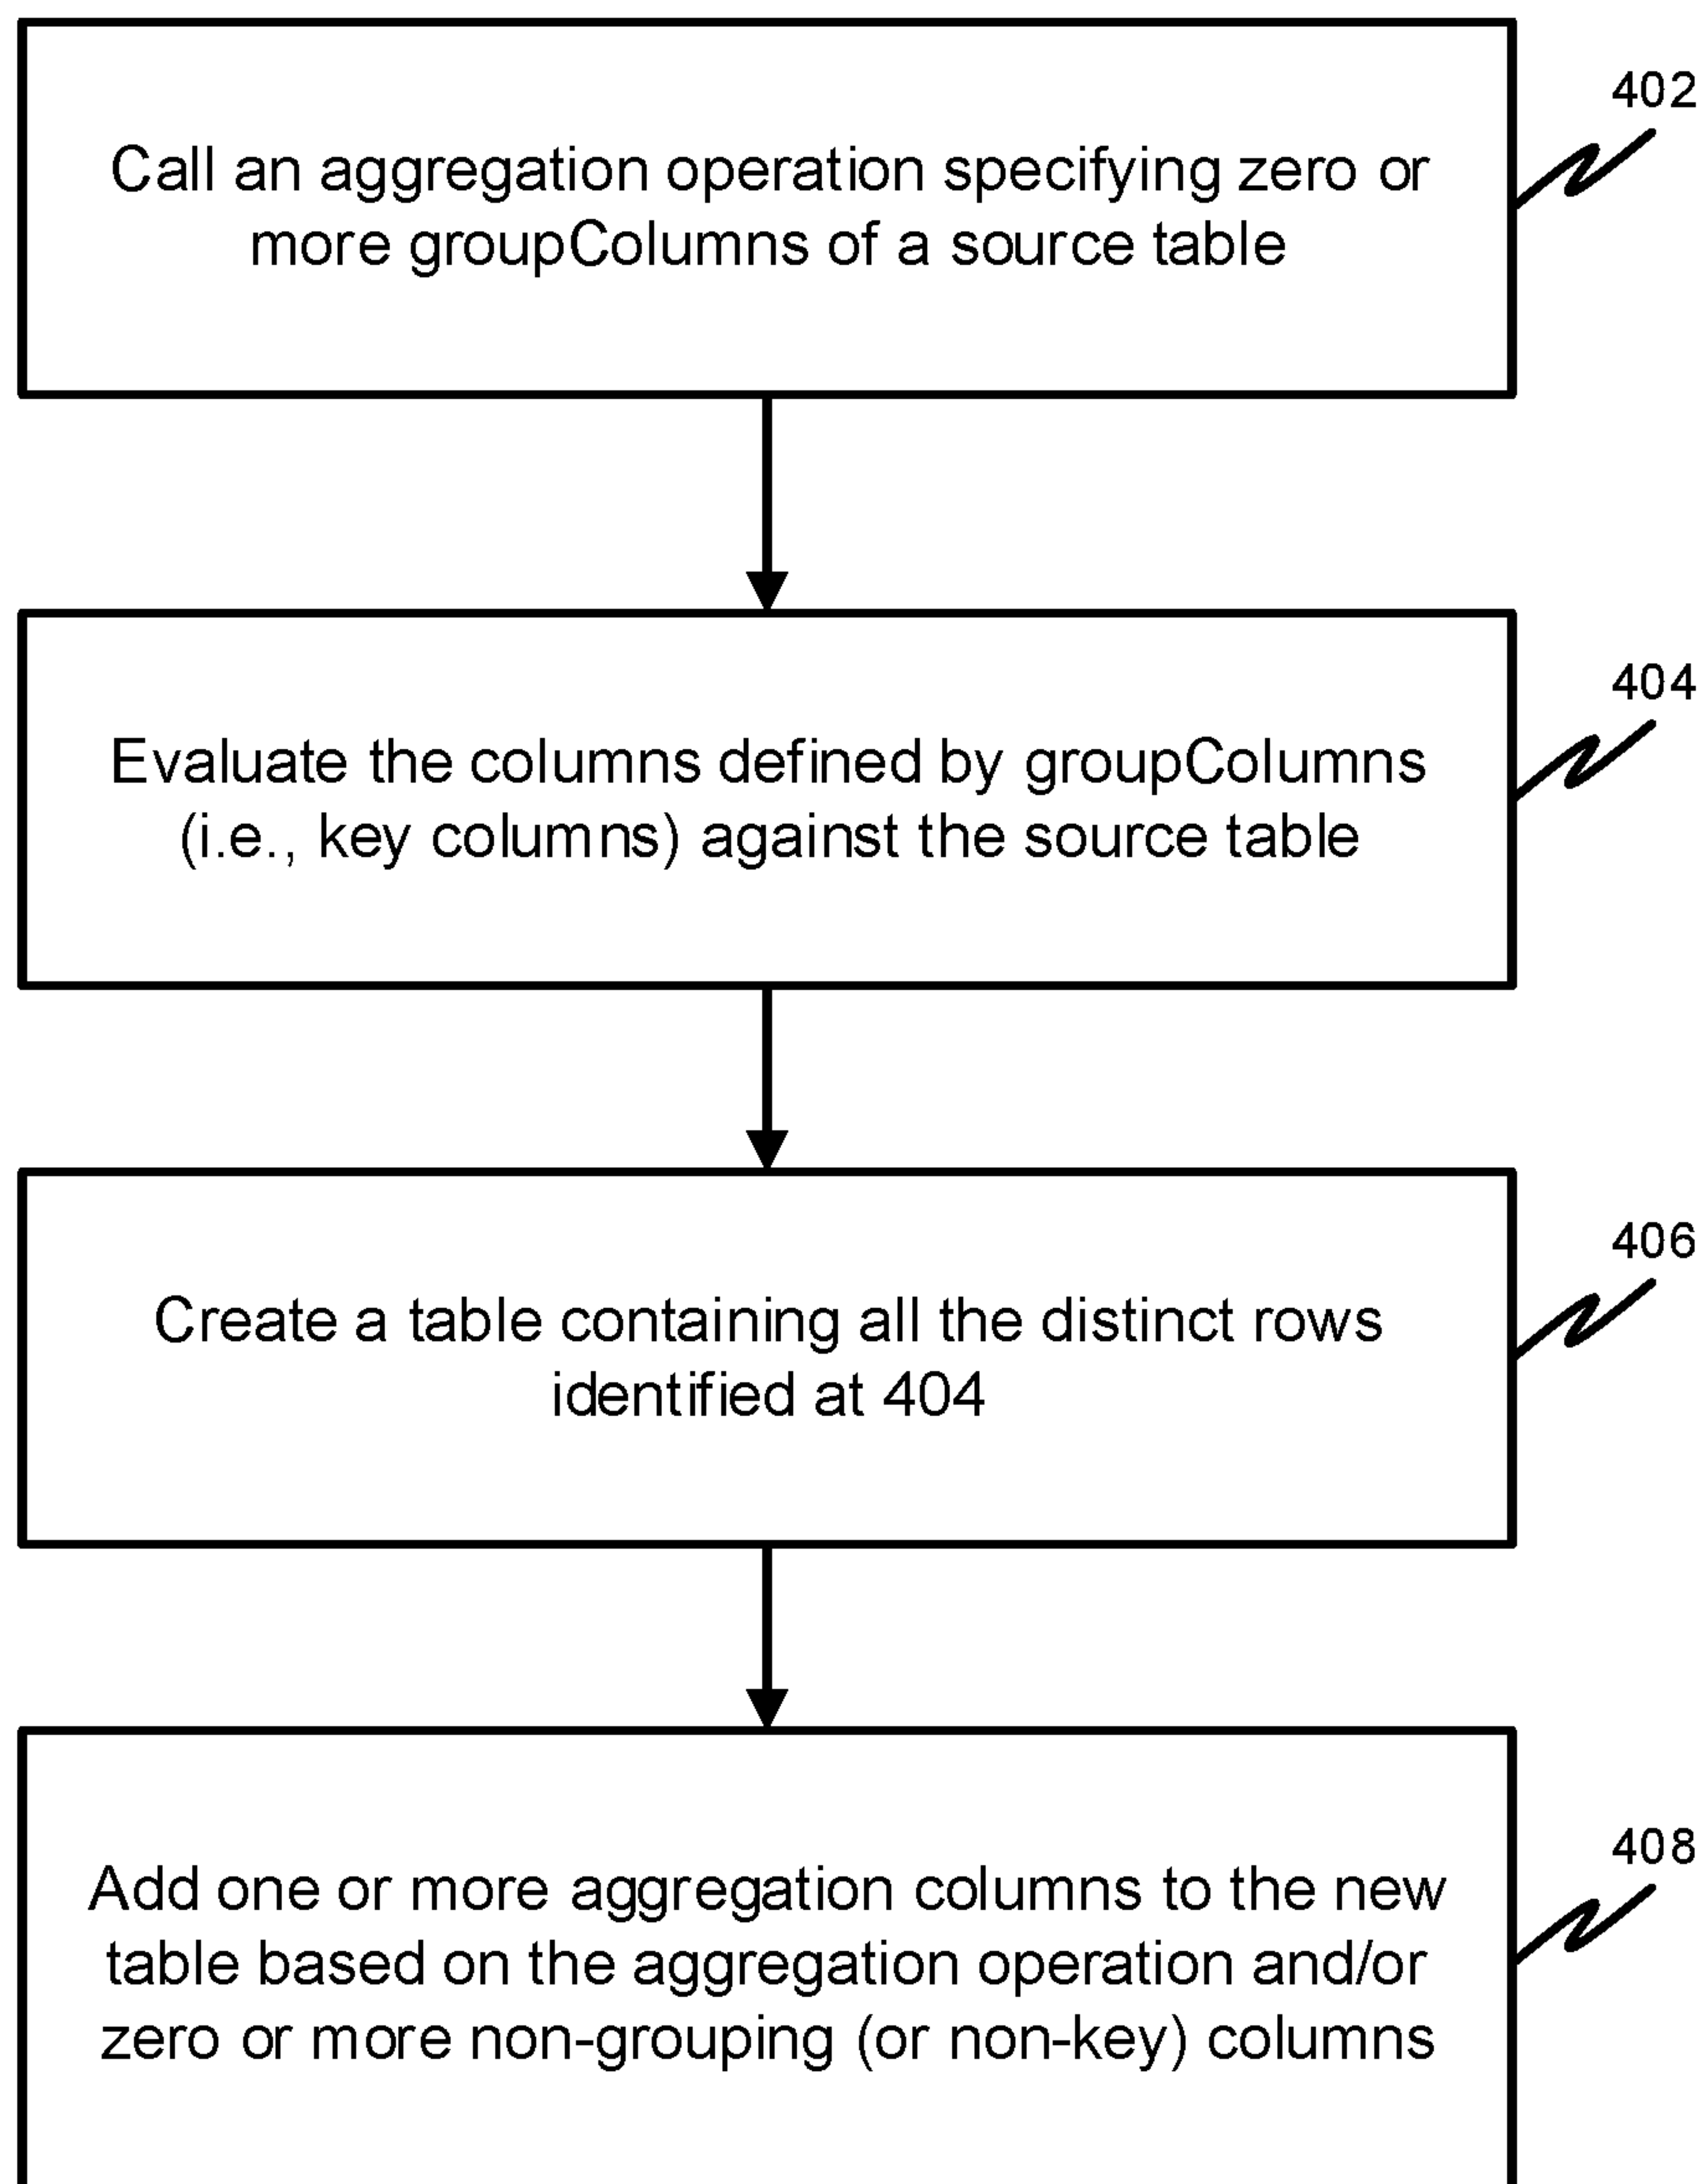 402
Call an aggregation operation specifying zero or
more groupColumns of a source table
404
Evaluate the columns defined by groupColumns
(i.e., key columns) against the source table
406
Create a table containing all the distinct rows
identified at 404
408
Add one or more aggregation columns to the new
table based on the aggregation operation and/or
zero or more non-grouping (or non-key) columns